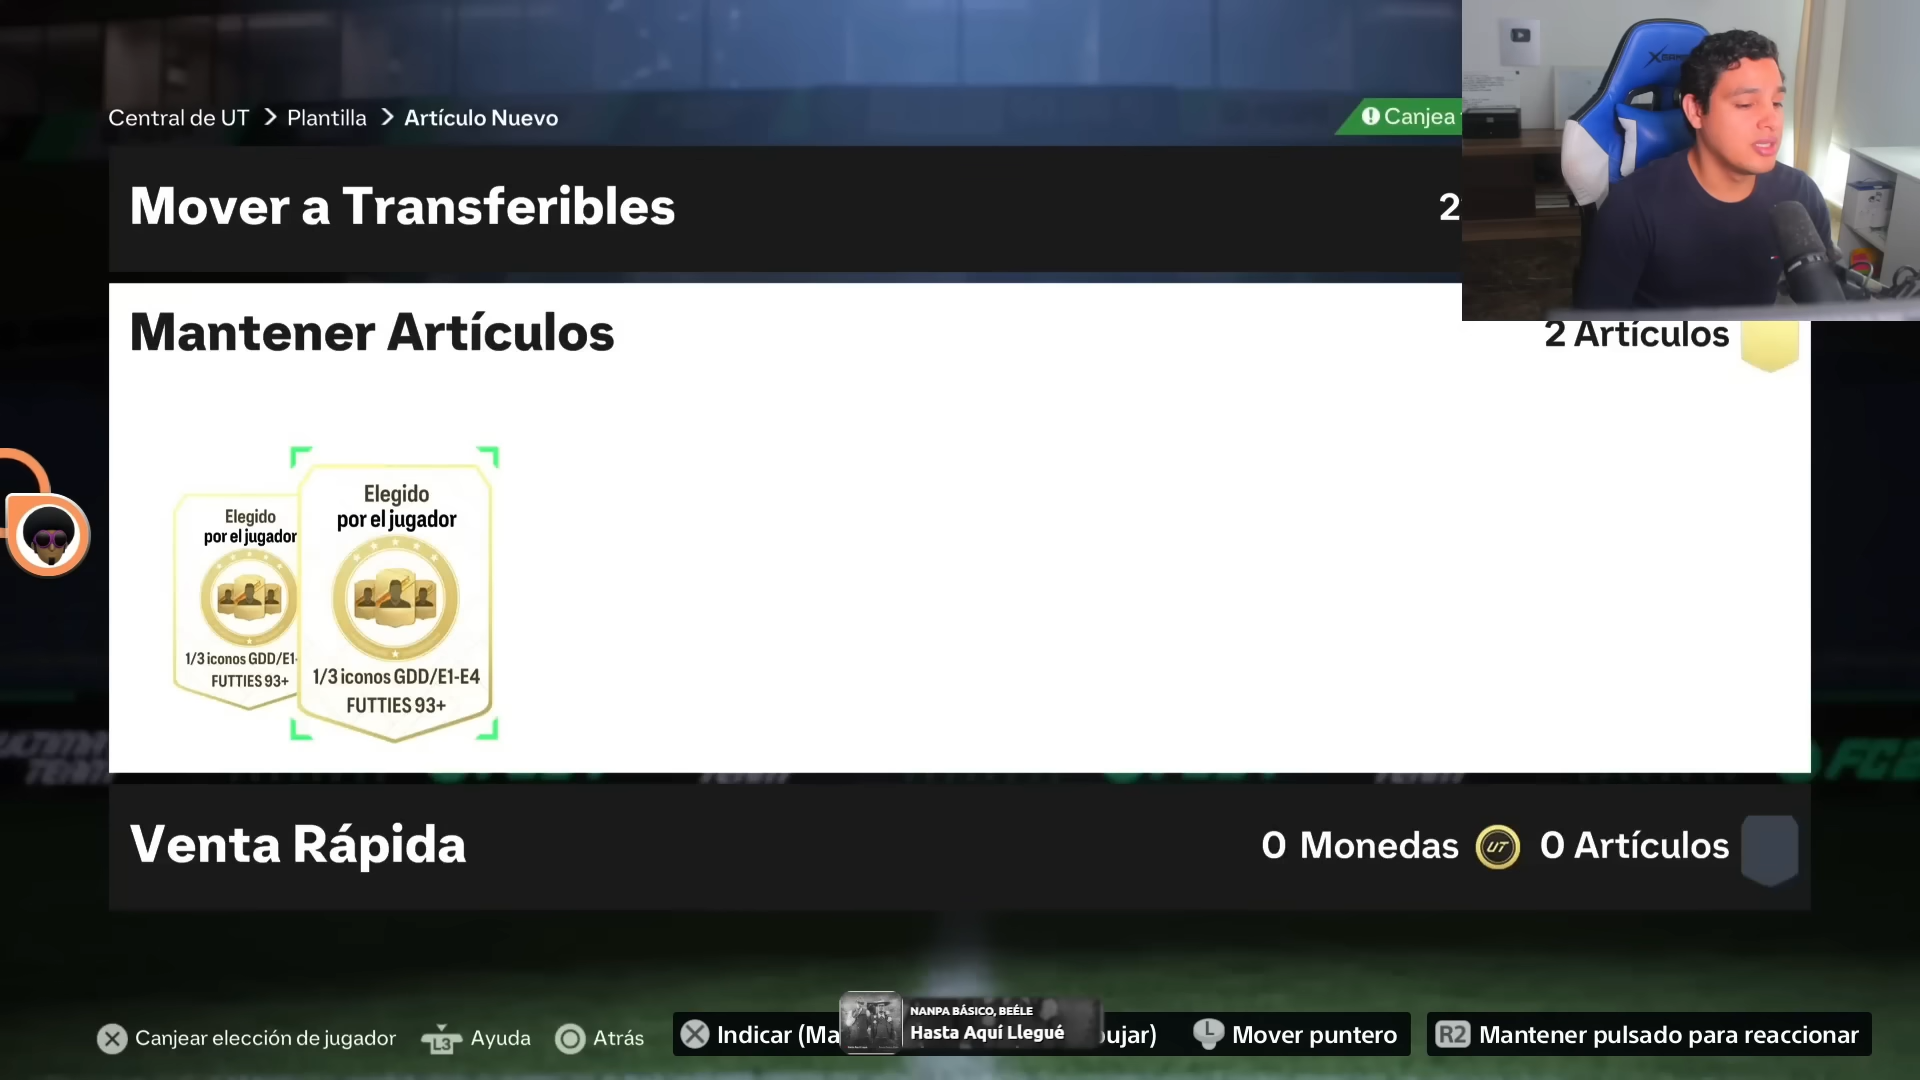 Central de UT > Plantilla > Artículo Nuevo
Canjea
Mover a Transferibles
2
Mantener Artículos
2 Artículos
Elegido
por el jugador
1/3 iconos GDD/E1-
FUTTIES 93+
Elegido
por el jugador
1/3 iconos GDD/E1-E4
FUTTIES 93+
Venta Rápida
0 Monedas UT 0 Artículos
NANPA BÁSICO, BEÉLE
Hasta Aquí Llegué
Canjear elección de jugador
L3 Ayuda
Atrás
Indicar (Ma
ujar)
L Mover puntero
R2 Mantener pulsado para reaccionar